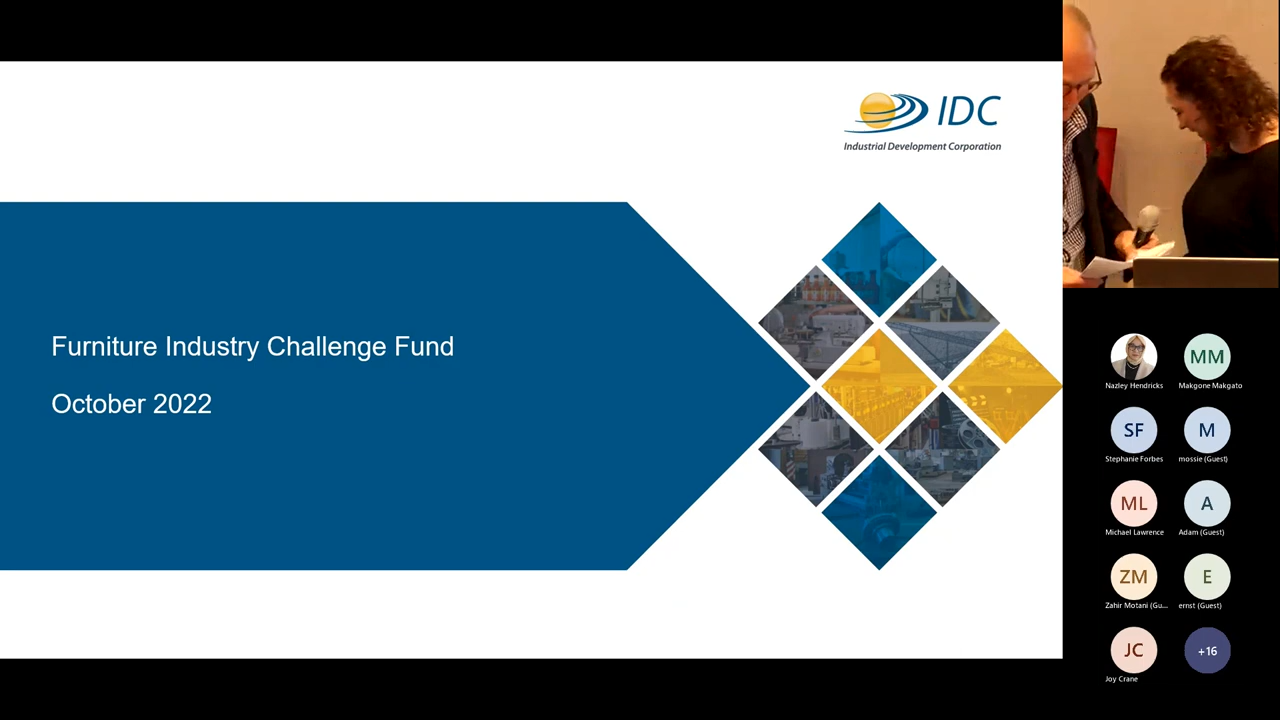 IDC
Industrial Development Corporation
Furniture Industry Challenge Fund
October 2022
Nazley Hendricks
MM
Makgone Makgato
SF
Stephanie Forbes
M
mossie (Guest)
ML
Michael Lawrence
A
Adam (Guest)
ZM
Zahir Motani (Gu...
E
ernst (Guest)
JC
Joy Crane
+16